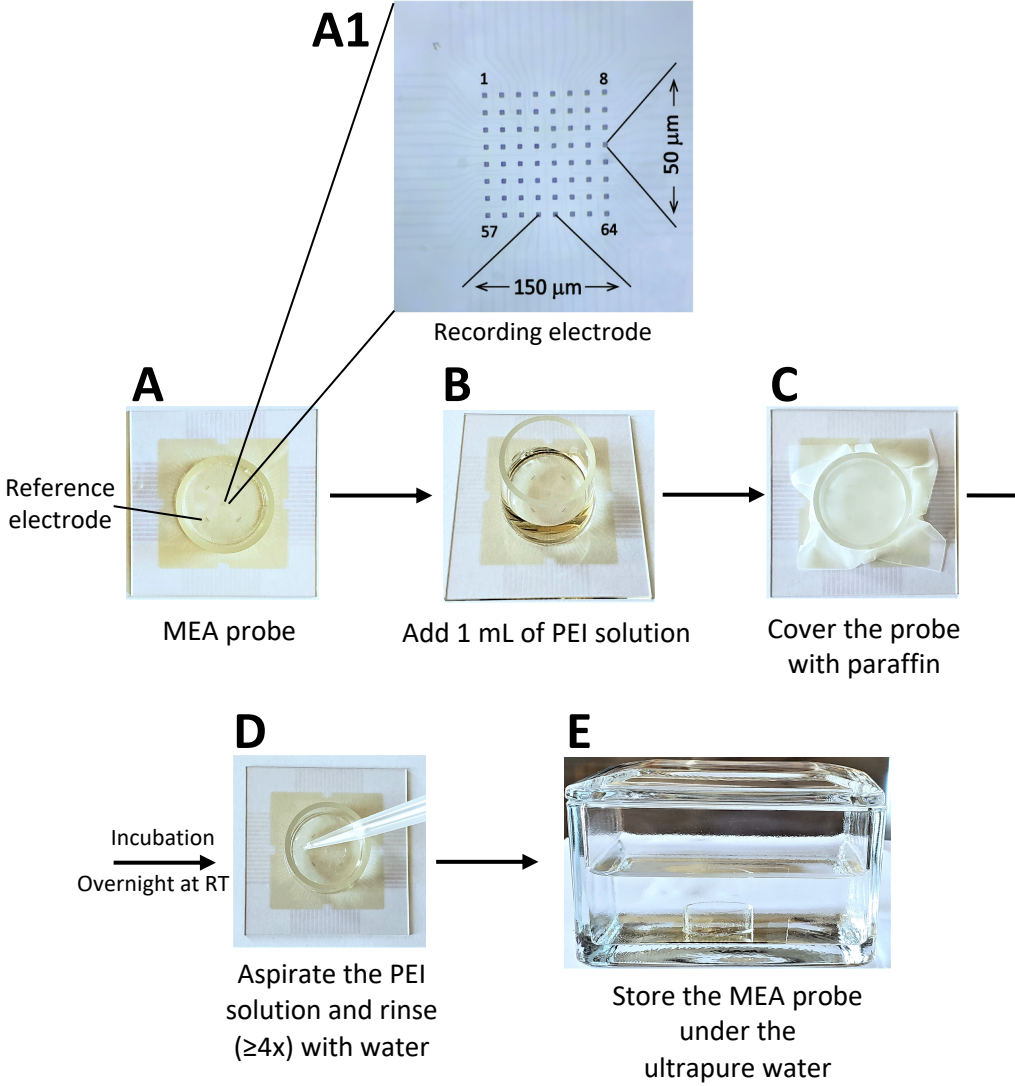 A1
1
8
50 μm
57
64
150 μm
Recording electrode
A
B
C
Reference
electrode
MEA probe
Add 1 mL of PEI solution
Cover the probe
with paraffin
D
E
Incubation
Overnight at RT
Aspirate the PEI
solution and rinse
(≥4x) with water
Store the MEA probe
under the
ultrapure water